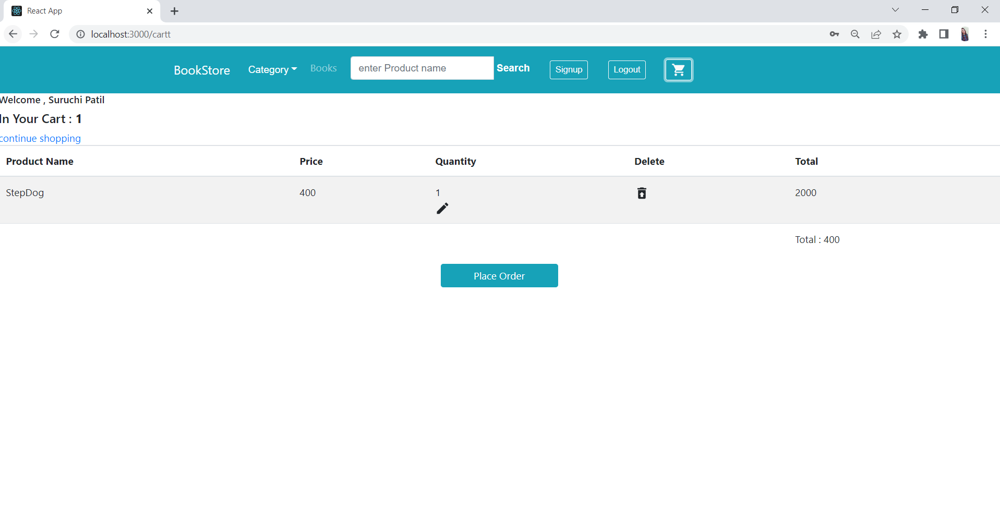 React App
localhost:3000/cartt
BookStore Category Books enter Product name Search Signup Logout
Welcome , Suruchi Patil
In Your Cart : 1
continue shopping
Product Name Price Quantity Delete Total
StepDog 400 1 2000
Total : 400
Place Order